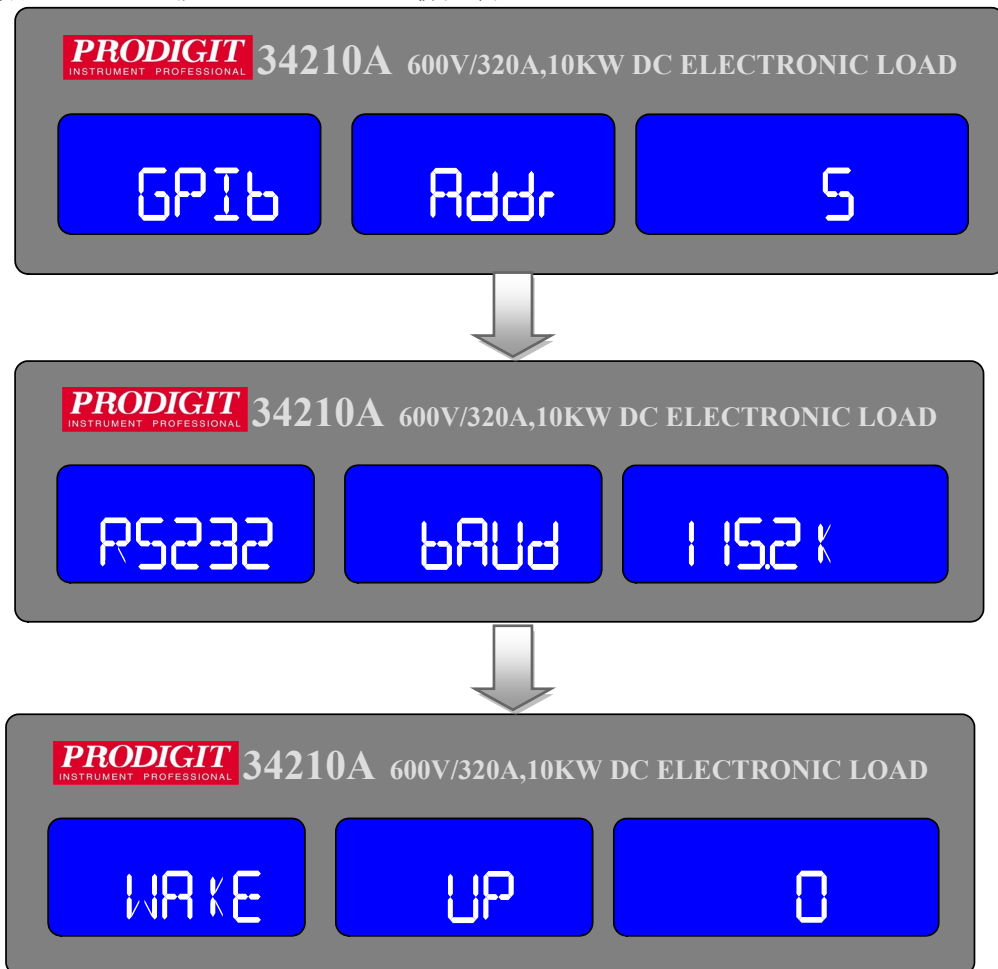 PRODIGIT
INSTRUMENT PROFESSIONAL
34210A 600V/320A,10KW DC ELECTRONIC LOAD
GPIb Addr 5
PRODIGIT
INSTRUMENT PROFESSIONAL
34210A 600V/320A,10KW DC ELECTRONIC LOAD
RS232 bAUd 115.2K
PRODIGIT
INSTRUMENT PROFESSIONAL
34210A 600V/320A,10KW DC ELECTRONIC LOAD
WAKE UP 0